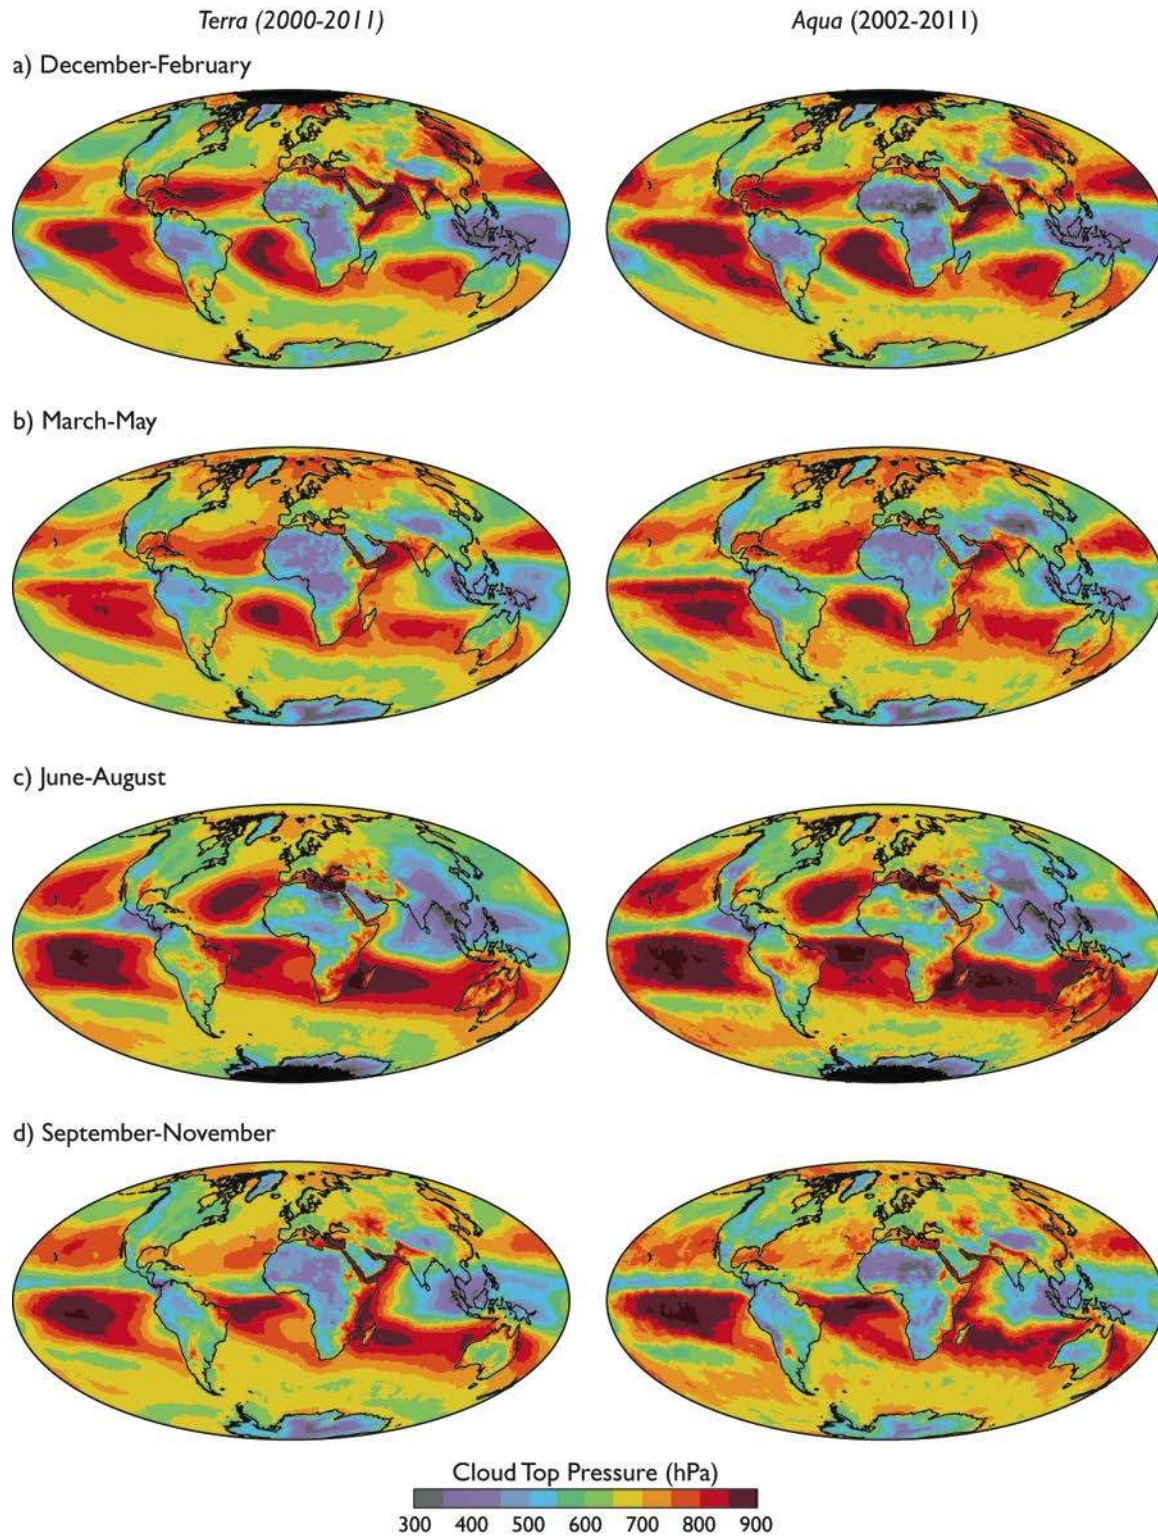 Terra (2000-2011)
Aqua (2002-2011)
a) December-February
b) March-May
c) June-August
d) September-November
Cloud Top Pressure (hPa)
300 400 500 600 700 800 900